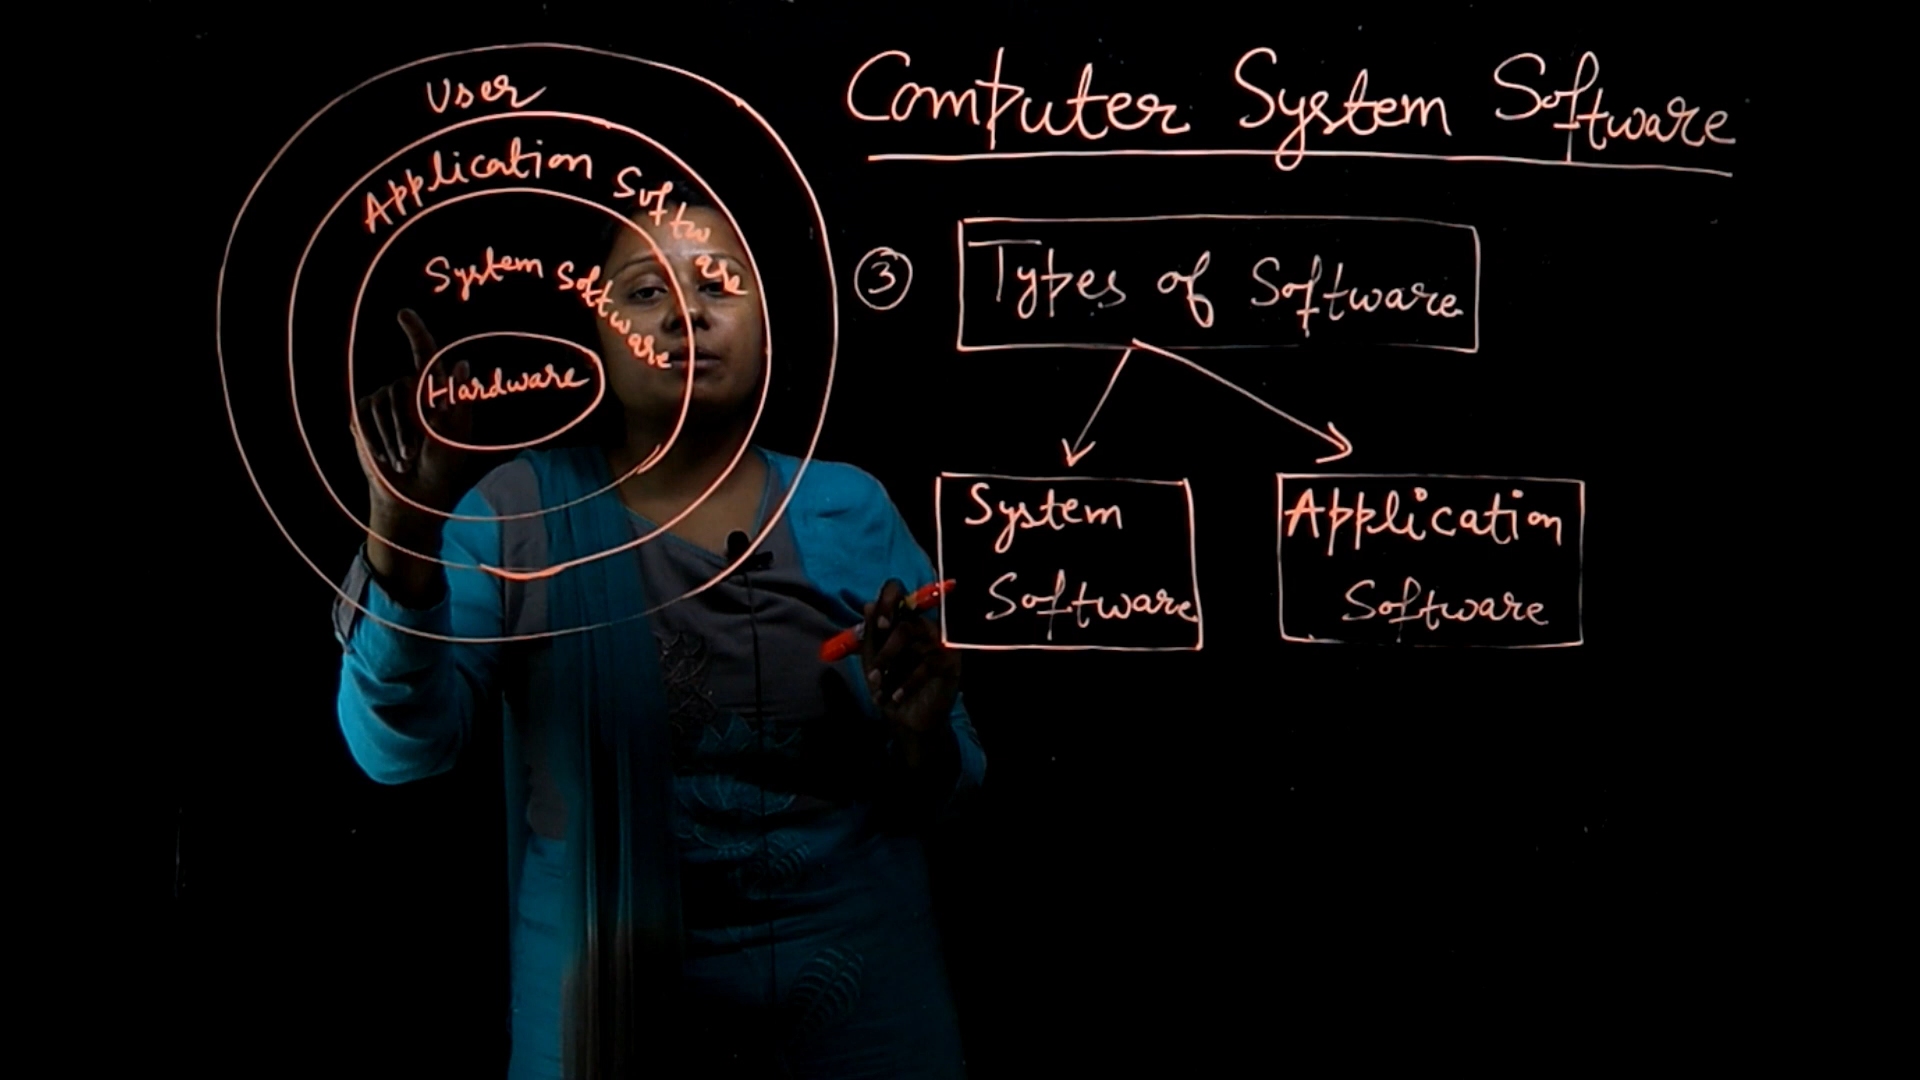 Computer System Software
User
Application Software
System Software
Hardware
3 Types of Software
System
Software
Application
Software